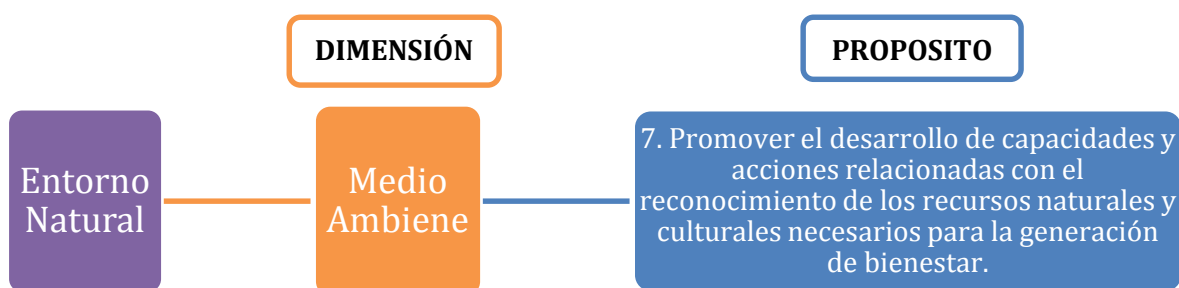 DIMENSIÓN
PROPOSITO
Entorno
Natural
Medio
Ambiene
7. Promover el desarrollo de capacidades y
acciones relacionadas con el
reconocimiento de los recursos naturales y
culturales necesarios para la generación
de bienestar.